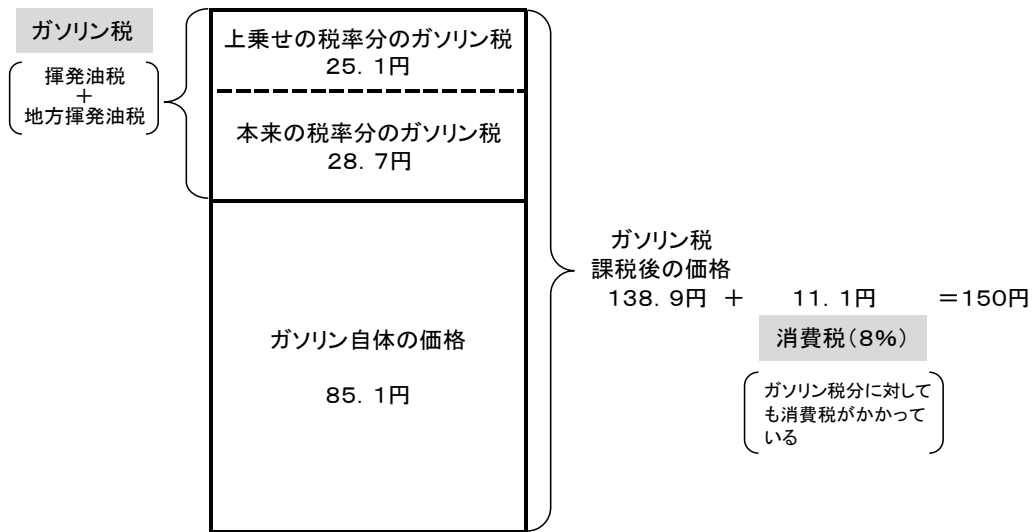 ガソリン税
揮発油税
＋
地方揮発油税
上乗せの税率分のガソリン税
25．1円
本来の税率分のガソリン税
28．7円
ガソリン自体の価格
85．1円
ガソリン税
課税後の価格
138．9円 ＋ 11．1円 ＝150円
消費税（8％）
ガソリン税分に対して
も消費税がかかって
いる